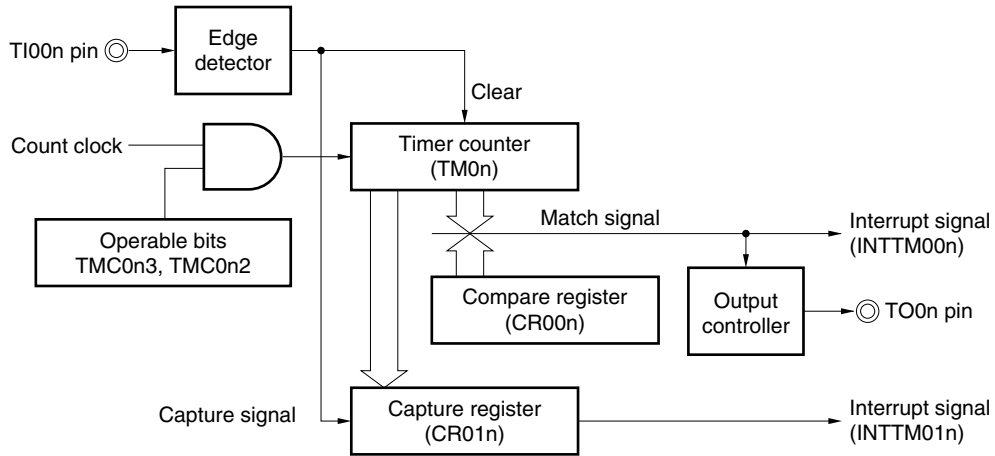 TI00n pin
Edge
detector
Clear
Count clock
Timer counter
(TM0n)
Operable bits
TMC0n3, TMC0n2
Match signal
Interrupt signal
(INTTM00n)
Compare register
(CR00n)
Output
controller
TO0n pin
Capture signal
Capture register
(CR01n)
Interrupt signal
(INTTM01n)